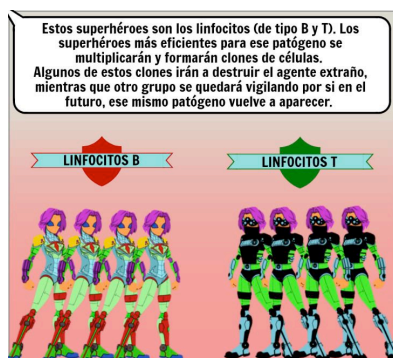 Estos superhéroes son los linfocitos (de tipo B y T). Los
superhéroes más eficientes para ese patógeno se
multiplicarán y formarán clones de células.
Algunos de estos clones irán a destruir el agente extraño,
mientras que otro grupo se quedará vigilando por si en el
futuro, ese mismo patógeno vuelve a aparecer.
LINFOCITOS B
LINFOCITOS T